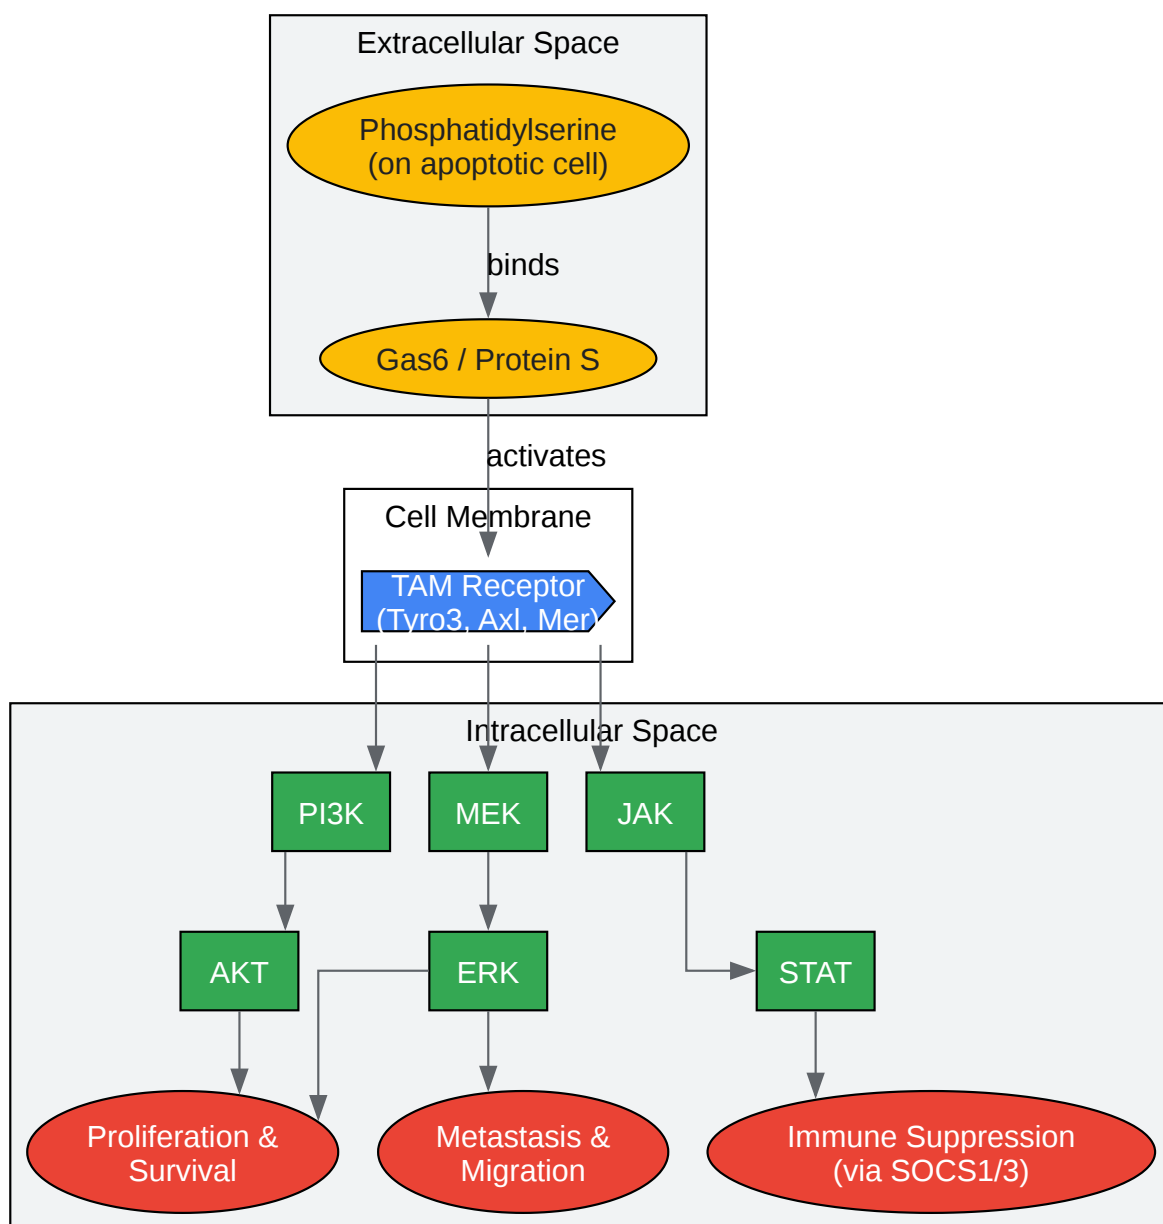 Extracellular Space
Phosphatidylserine
(on apoptotic cell)
binds
Gas6 / Protein S
activates
Cell Membrane
TAM Receptor
(Tyro3, Axl, Mer)
Intracellular Space
PI3K
MEK
JAK
AKT
ERK
STAT
Proliferation &
Survival
Metastasis &
Migration
Immune Suppression
(via SOCS1/3)